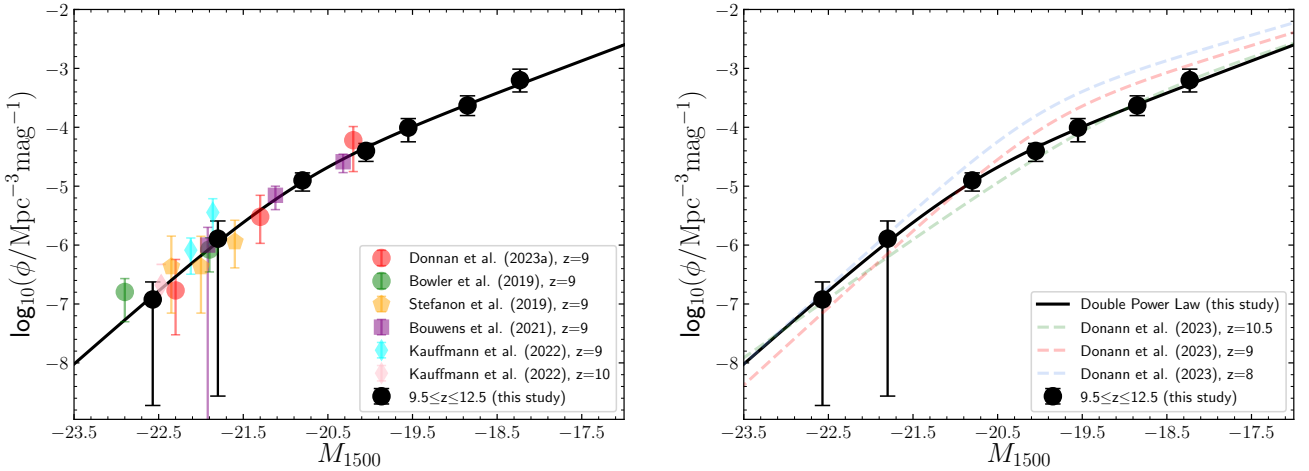 −2
−3
−4
−5
−6
−7
−8
log₁₀(ϕ/Mpc⁻³mag⁻¹)
Donnan et al. (2023a), z=9
Bowler et al. (2019), z=9
Stefanon et al. (2019), z=9
Bouwens et al. (2021), z=9
Kauffmann et al. (2022), z=9
Kauffmann et al. (2022), z=10
9.5≤z≤12.5 (this study)
−23.5 −22.5 −21.5 −20.5 −19.5 −18.5 −17.5
M₁₅₀₀
−2
−3
−4
−5
−6
−7
−8
log₁₀(ϕ/Mpc⁻³mag⁻¹)
Double Power Law (this study)
Donann et al. (2023), z=10.5
Donann et al. (2023), z=9
Donann et al. (2023), z=8
9.5≤z≤12.5 (this study)
−23.5 −22.5 −21.5 −20.5 −19.5 −18.5 −17.5
M₁₅₀₀